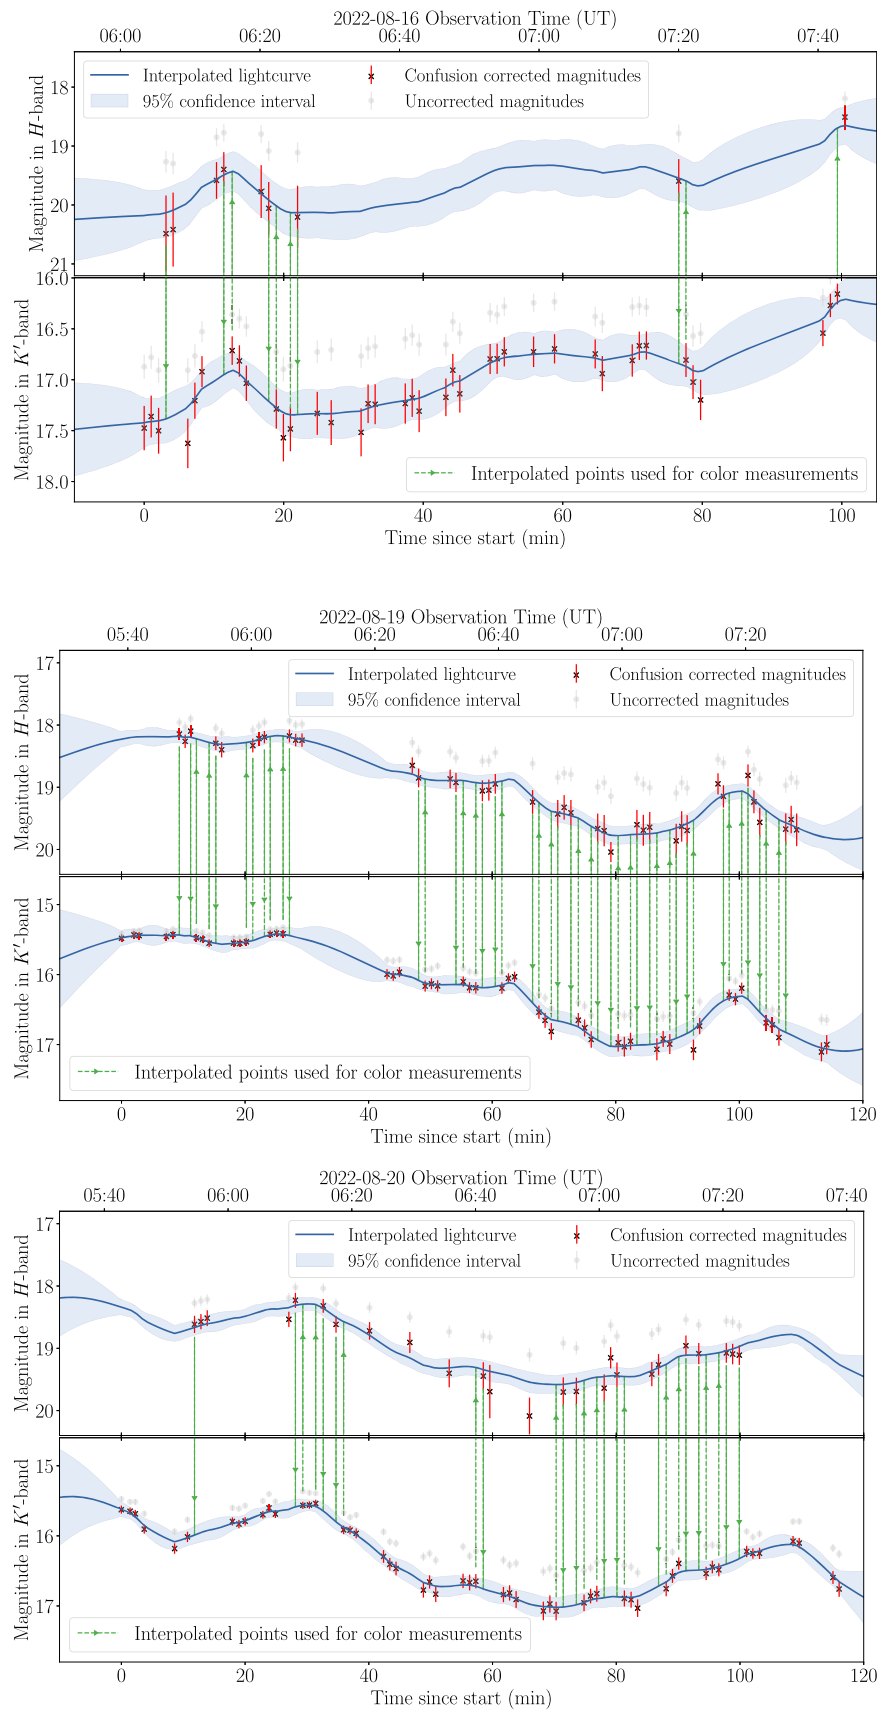 2022-08-16 Observation Time (UT)
06:00 06:20 06:40 07:00 07:20 07:40
Interpolated lightcurve
95% confidence interval
Confusion corrected magnitudes
Uncorrected magnitudes
Magnitude in H-band
18
19
20
21
Magnitude in K′-band
16.0
16.5
17.0
17.5
18.0
Interpolated points used for color measurements
0 20 40 60 80 100
Time since start (min)
2022-08-19 Observation Time (UT)
05:40 06:00 06:20 06:40 07:00 07:20
Interpolated lightcurve
95% confidence interval
Confusion corrected magnitudes
Uncorrected magnitudes
Magnitude in H-band
17
18
19
20
Magnitude in K′-band
15
16
17
Interpolated points used for color measurements
0 20 40 60 80 100 120
Time since start (min)
2022-08-20 Observation Time (UT)
05:40 06:00 06:20 06:40 07:00 07:20 07:40
Interpolated lightcurve
95% confidence interval
Confusion corrected magnitudes
Uncorrected magnitudes
Magnitude in H-band
17
18
19
20
Magnitude in K′-band
15
16
17
Interpolated points used for color measurements
0 20 40 60 80 100 120
Time since start (min)